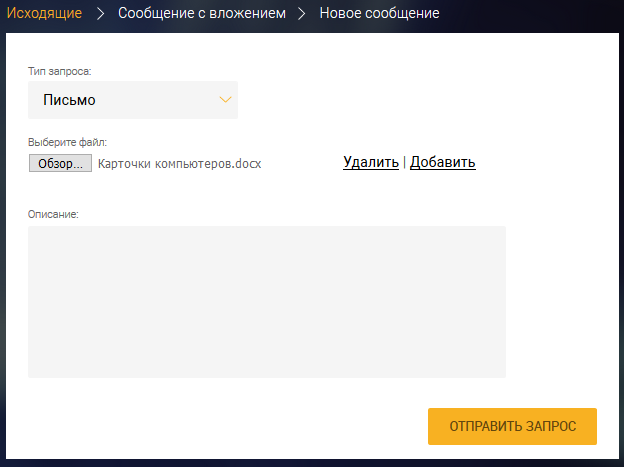 Исходящие > Сообщение с вложением > Новое сообщение
Тип запроса:
Письмо
Выберите файл:
Обзор... Карточки компьютеров.docx Удалить | Добавить
Описание:
ОТПРАВИТЬ ЗАПРОС